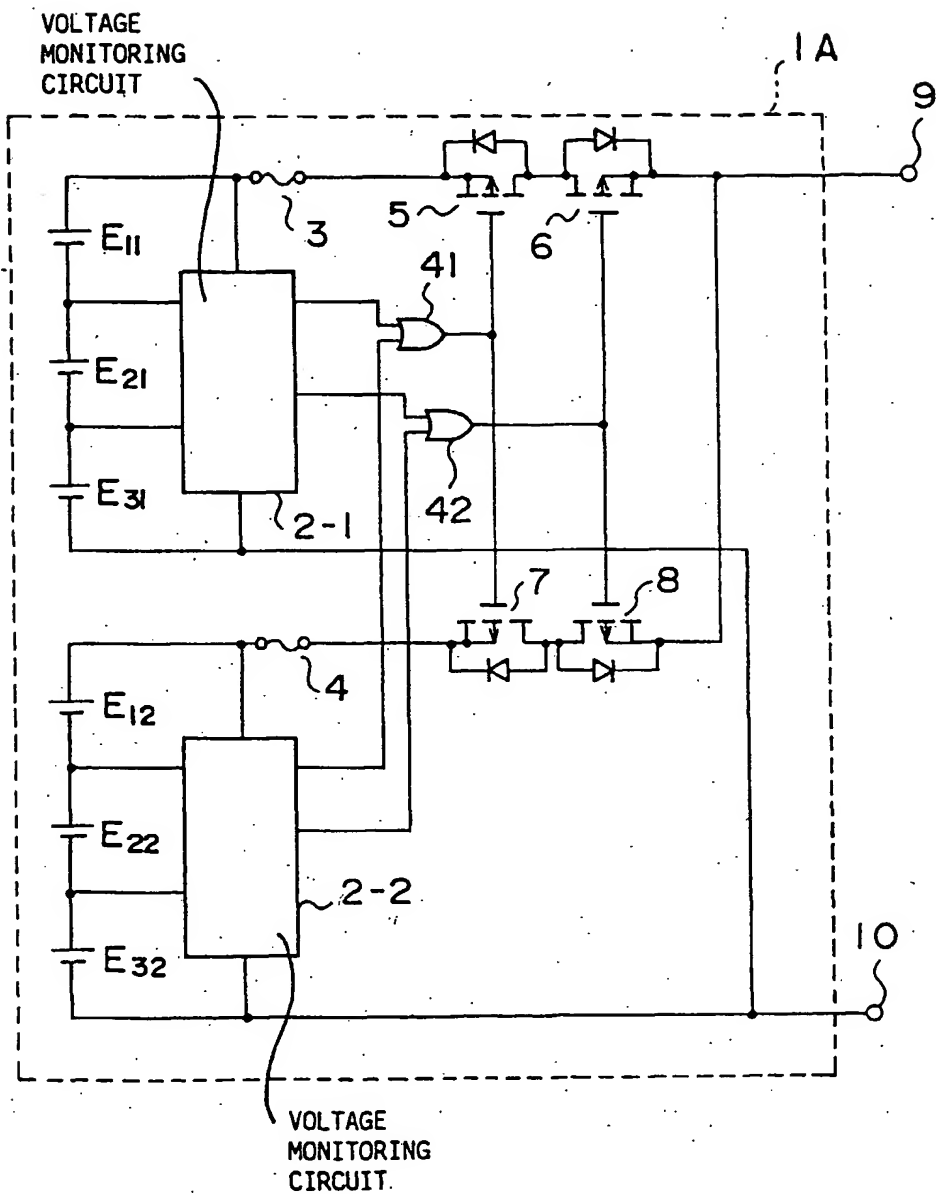 VOLTAGE
MONITORING
CIRCUIT
1A
9
5
6
3
E11
41
E21
42
E31
2-1
7
8
4
E12
E22
2-2
E32
10
VOLTAGE
MONITORING
CIRCUIT.